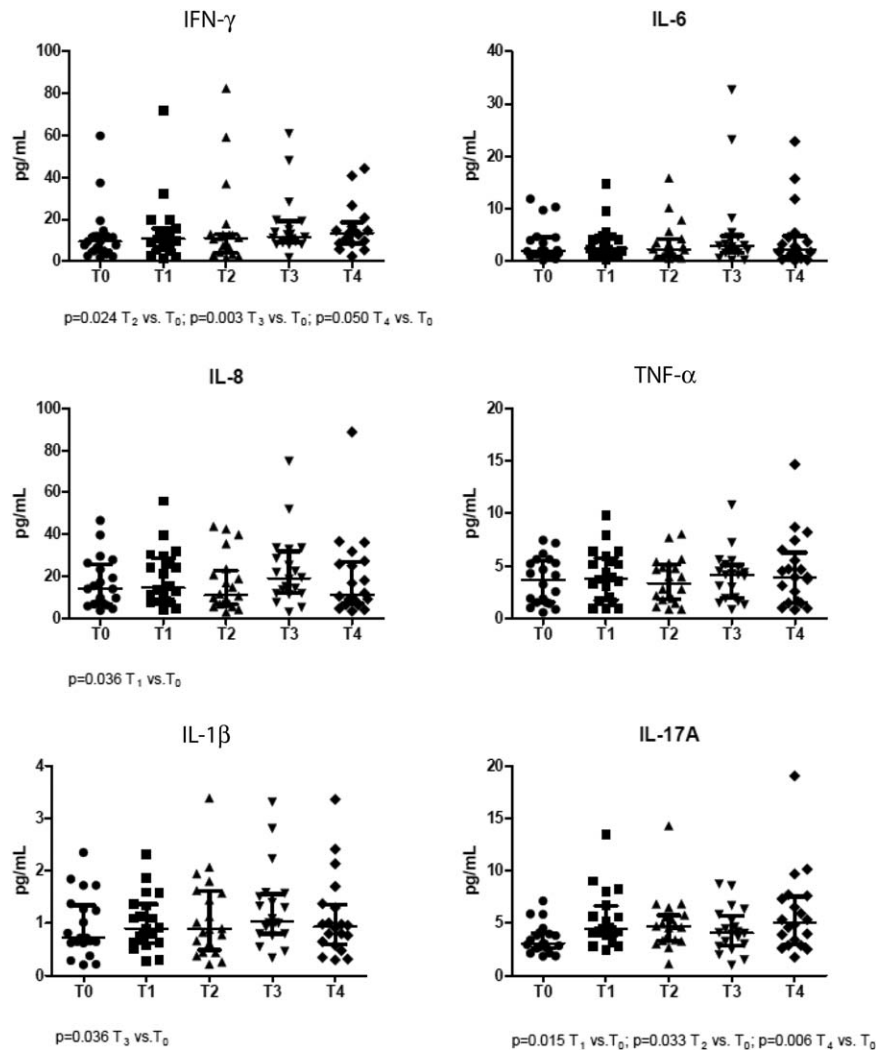 IFN-γ
IL-6
100
80
60
40
20
0
pg/mL
T0 T1 T2 T3 T4
40
30
20
10
0
pg/mL
T0 T1 T2 T3 T4
p=0.024 T2 vs. T0; p=0.003 T3 vs. T0; p=0.050 T4 vs. T0
IL-8
TNF-α
100
80
60
40
20
0
pg/mL
T0 T1 T2 T3 T4
20
15
10
5
0
pg/mL
T0 T1 T2 T3 T4
p=0.036 T1 vs.T0
IL-1β
IL-17A
4
3
2
1
0
pg/mL
T0 T1 T2 T3 T4
20
15
10
5
0
pg/mL
T0 T1 T2 T3 T4
p=0.036 T3 vs.T0
p=0.015 T1 vs.T0; p=0.033 T2 vs. T0; p=0.006 T4 vs. T0